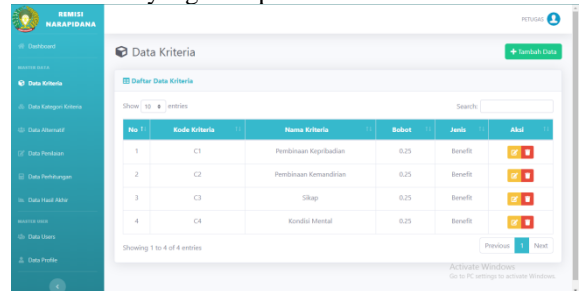 REMISI
NARAPIDANA
PETUGAS
Dashboard
MASTER DATA
Data Kriteria
Data Kategori Kriteria
Data Alternatif
Data Penilaian
Data Perhitungan
Data Hasil Akhir
MASTER USER
Data Users
Data Profile
Data Kriteria
+ Tambah Data
Daftar Data Kriteria
Show 10 entries
Search:
No Kode Kriteria Nama Kriteria Bobot Jenis Aksi
1 C1 Pembinaan Kepribadian 0.25 Benefit
2 C2 Pembinaan Kemandirian 0.25 Benefit
3 C3 Sikap 0.25 Benefit
4 C4 Kondisi Mental 0.25 Benefit
Showing 1 to 4 of 4 entries
Previous 1 Next
Activate Windows
Go to PC settings to activate Windows.